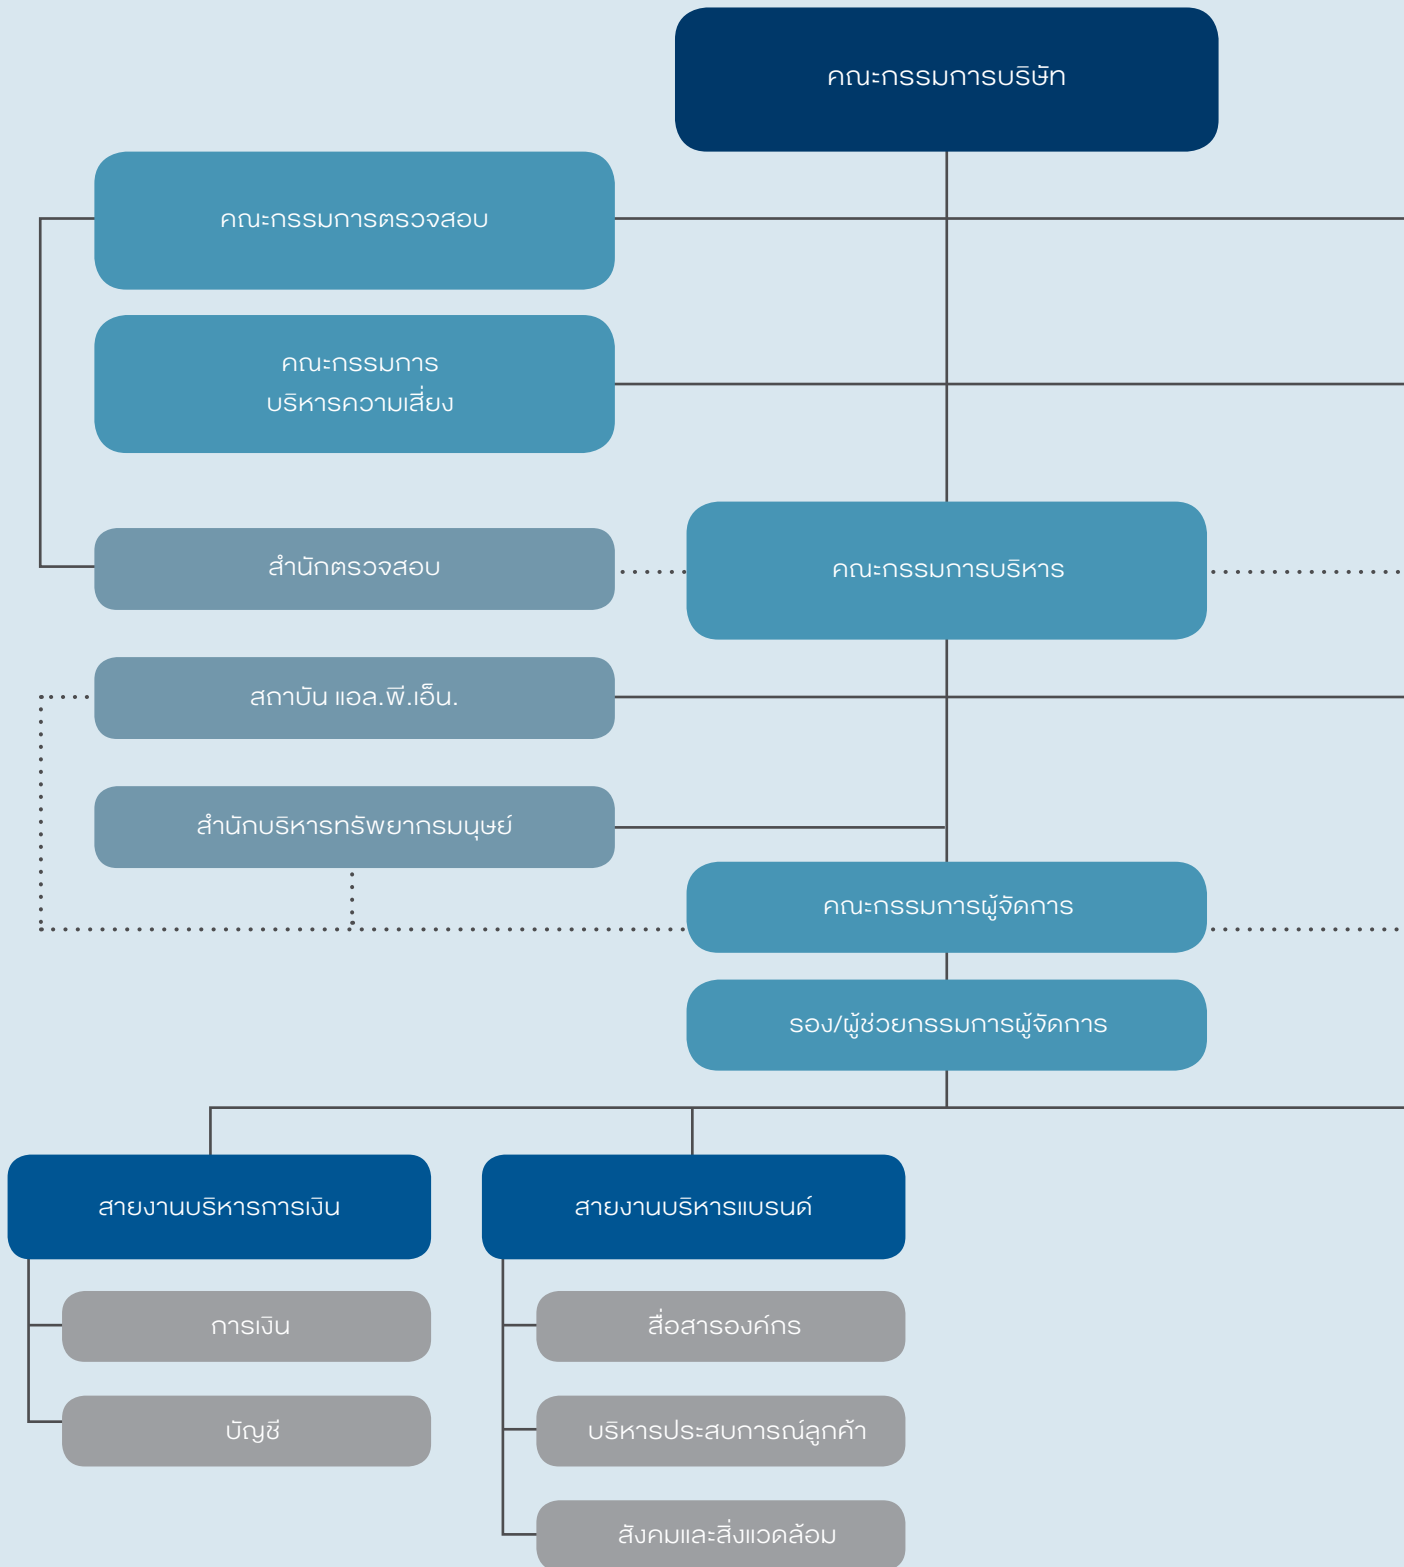 คณะกรรมการบริษัท
คณะกรรมการตรวจสอบ
คณะกรรมการ
บริหารความเสี่ยง
สำนักตรวจสอบ
คณะกรรมการบริหาร
สถาบัน แอล.พี.เอ็น.
สำนักบริหารทรัพยากรมนุษย์
คณะกรรมการผู้จัดการ
รอง/ผู้ช่วยกรรมการผู้จัดการ
สายงานบริหารการเงิน
สายงานบริหารแบรนด์
การเงิน
สื่อสารองค์กร
บัญชี
บริหารประสบการณ์ลูกค้า
สังคมและสิ่งแวดล้อม